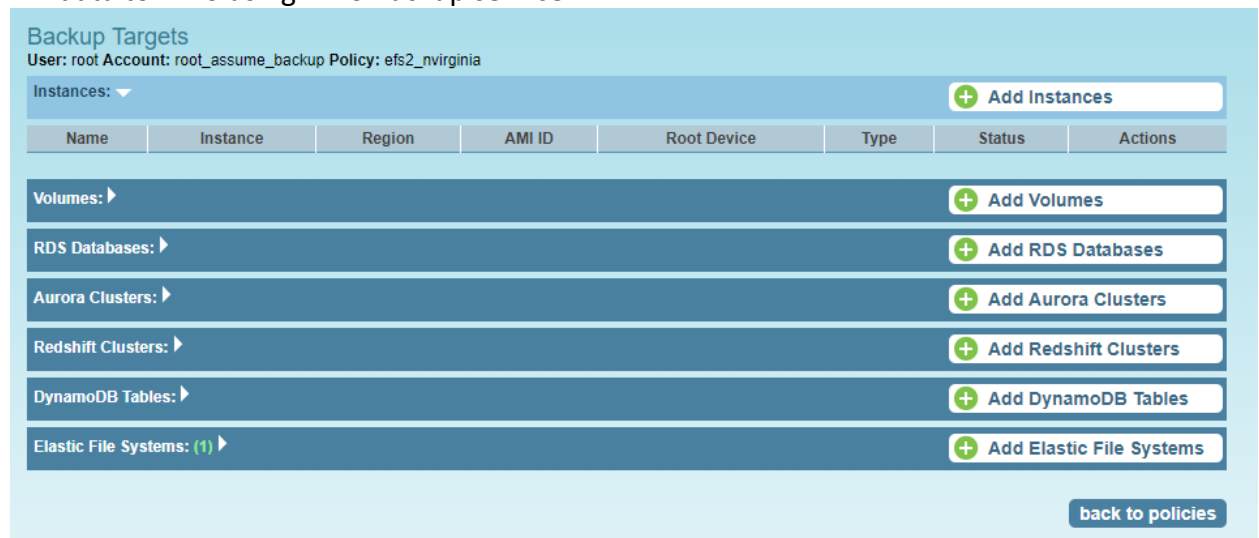 Backup Targets
User: root Account: root_assume_backup Policy: efs2_nvirginia
Instances: Add Instances
Name Instance Region AMI ID Root Device Type Status Actions
Volumes: Add Volumes
RDS Databases: Add RDS Databases
Aurora Clusters: Add Aurora Clusters
Redshift Clusters: Add Redshift Clusters
DynamoDB Tables: Add DynamoDB Tables
Elastic File Systems: (1) Add Elastic File Systems
back to policies